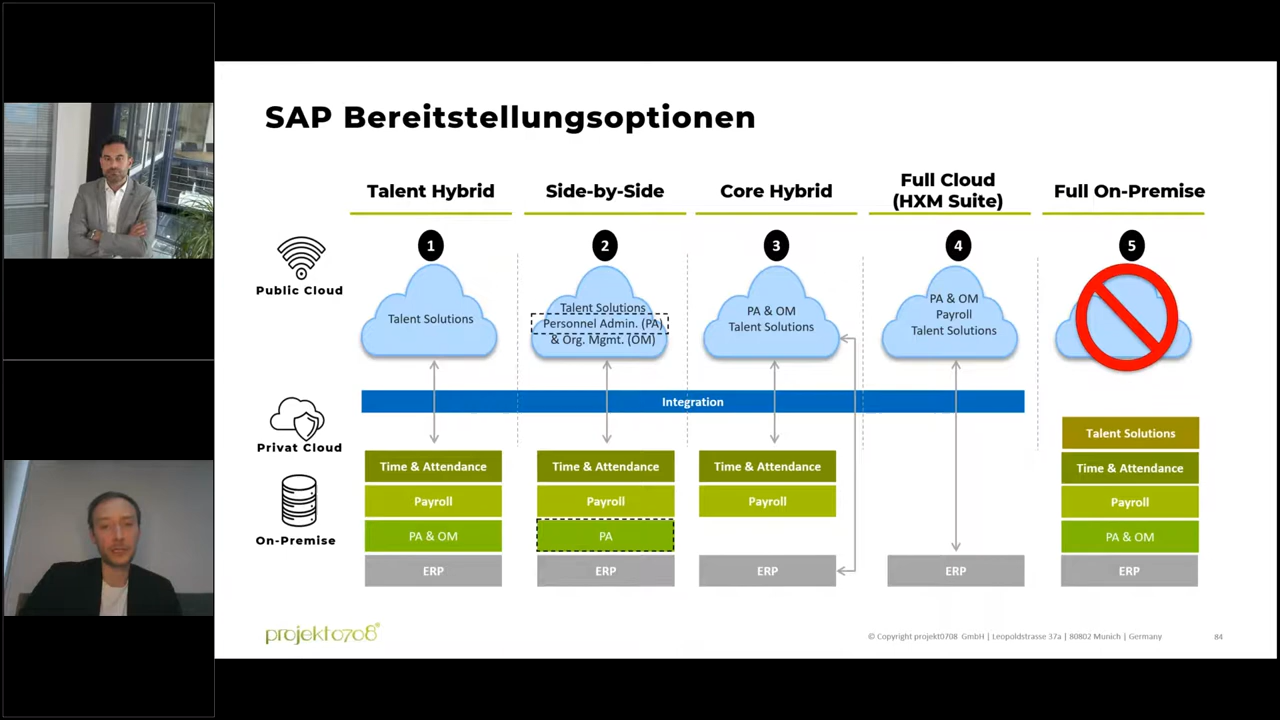 SAP Bereitstellungsoptionen
Talent Hybrid
Side-by-Side
Core Hybrid
Full Cloud
(HXM Suite)
Full On-Premise
1
2
3
4
5
Public Cloud
Talent Solutions
Talent Solutions
Personnel Admin. (PA)
& Org. Mgmt. (OM)
PA & OM
Talent Solutions
PA & OM
Payroll
Talent Solutions
Integration
Privat Cloud
On-Premise
Time & Attendance
Payroll
PA & OM
ERP
Time & Attendance
Payroll
PA
ERP
Time & Attendance
Payroll
ERP
ERP
Talent Solutions
Time & Attendance
Payroll
PA & OM
ERP
projekt0708®
© Copyright projekt0708 GmbH | Leopoldstrasse 37a | 80802 Munich | Germany
84